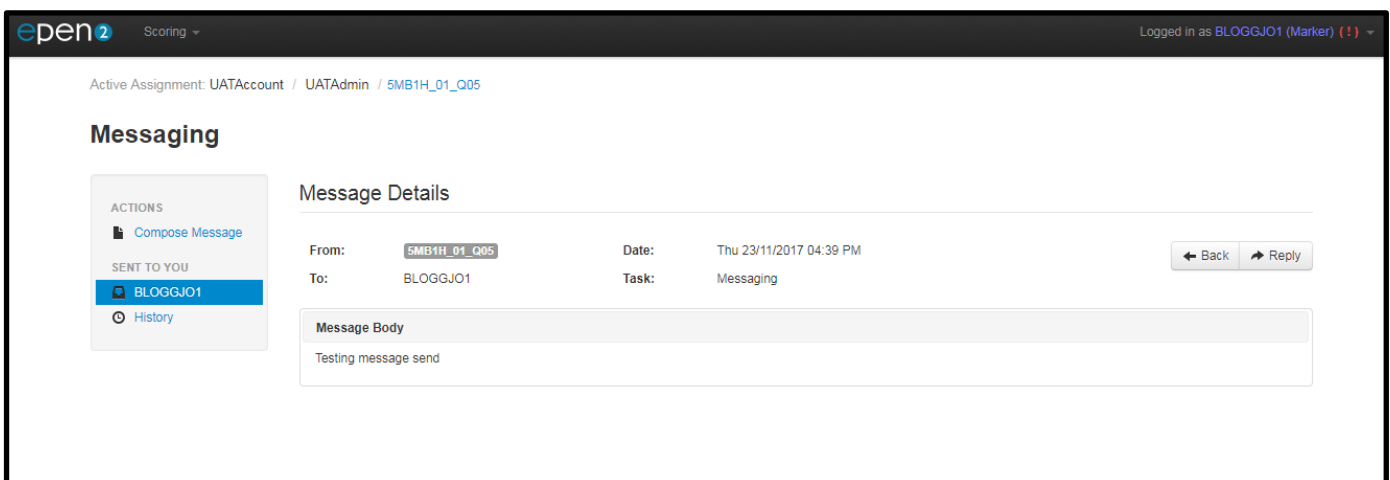 epen2 Scoring Logged in as BLOGGJO1 (Marker) (!)
Active Assignment: UATAccount / UATAdmin / 5MB1H_01_Q05
Messaging
ACTIONS
Compose Message
SENT TO YOU
BLOGGJO1
History
Message Details
From: 5MB1H_01_Q05 Date: Thu 23/11/2017 04:39 PM
To: BLOGGJO1 Task: Messaging
Back Reply
Message Body
Testing message send